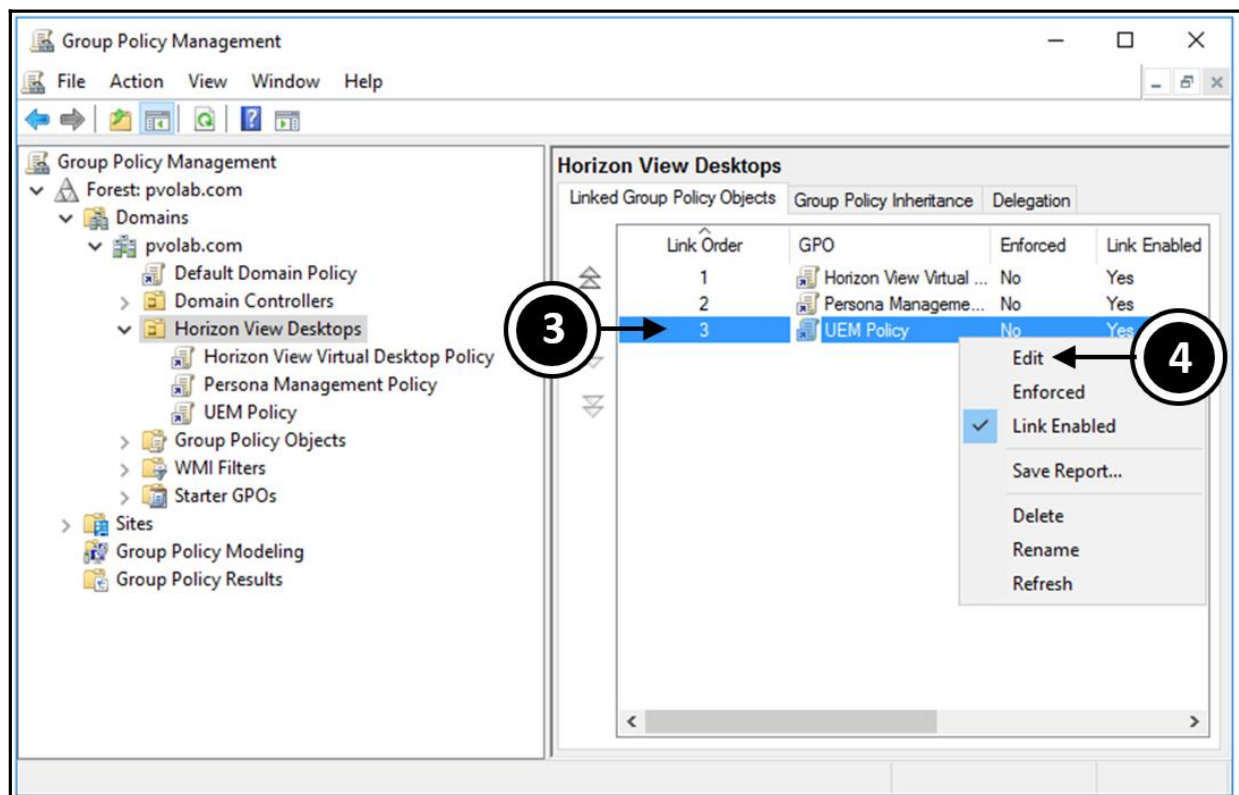 Group Policy Management
File Action View Window Help
Group Policy Management
Forest: pvolab.com
Domains
pvolab.com
Default Domain Policy
Domain Controllers
Horizon View Desktops
Horizon View Virtual Desktop Policy
Persona Management Policy
UEM Policy
Group Policy Objects
WMI Filters
Starter GPOs
Sites
Group Policy Modeling
Group Policy Results
Horizon View Desktops
Linked Group Policy Objects Group Policy Inheritance Delegation
Link Order GPO Enforced Link Enabled
1 Horizon View Virtual ... No Yes
2 Persona Manageme... No Yes
3 UEM Policy No Yes
3
4
Edit
Enforced
Link Enabled
Save Report...
Delete
Rename
Refresh